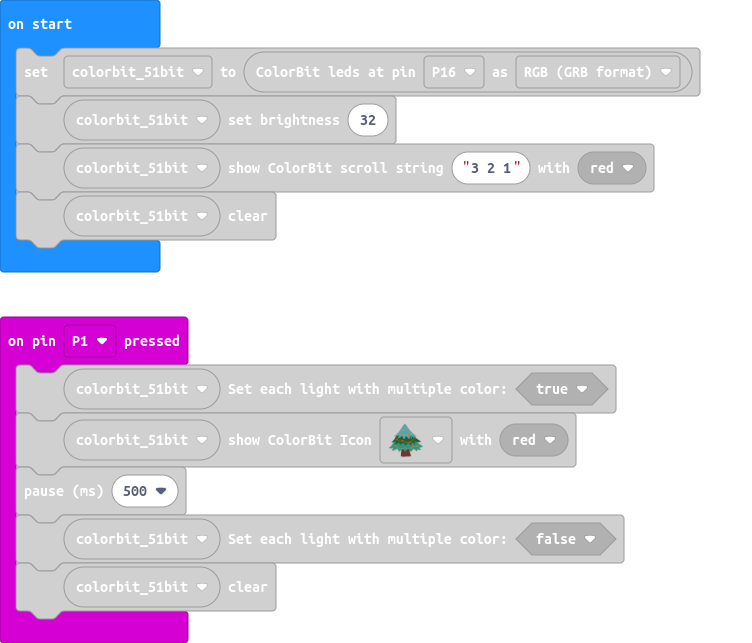 on start
set colorbit_51bit to ColorBit leds at pin P16 as RGB (GRB format)
colorbit_51bit set brightness 32
colorbit_51bit show ColorBit scroll string "3 2 1" with red
colorbit_51bit clear
on pin P1 pressed
colorbit_51bit Set each light with multiple color: true
colorbit_51bit show ColorBit Icon with red
pause (ms) 500
colorbit_51bit Set each light with multiple color: false
colorbit_51bit clear